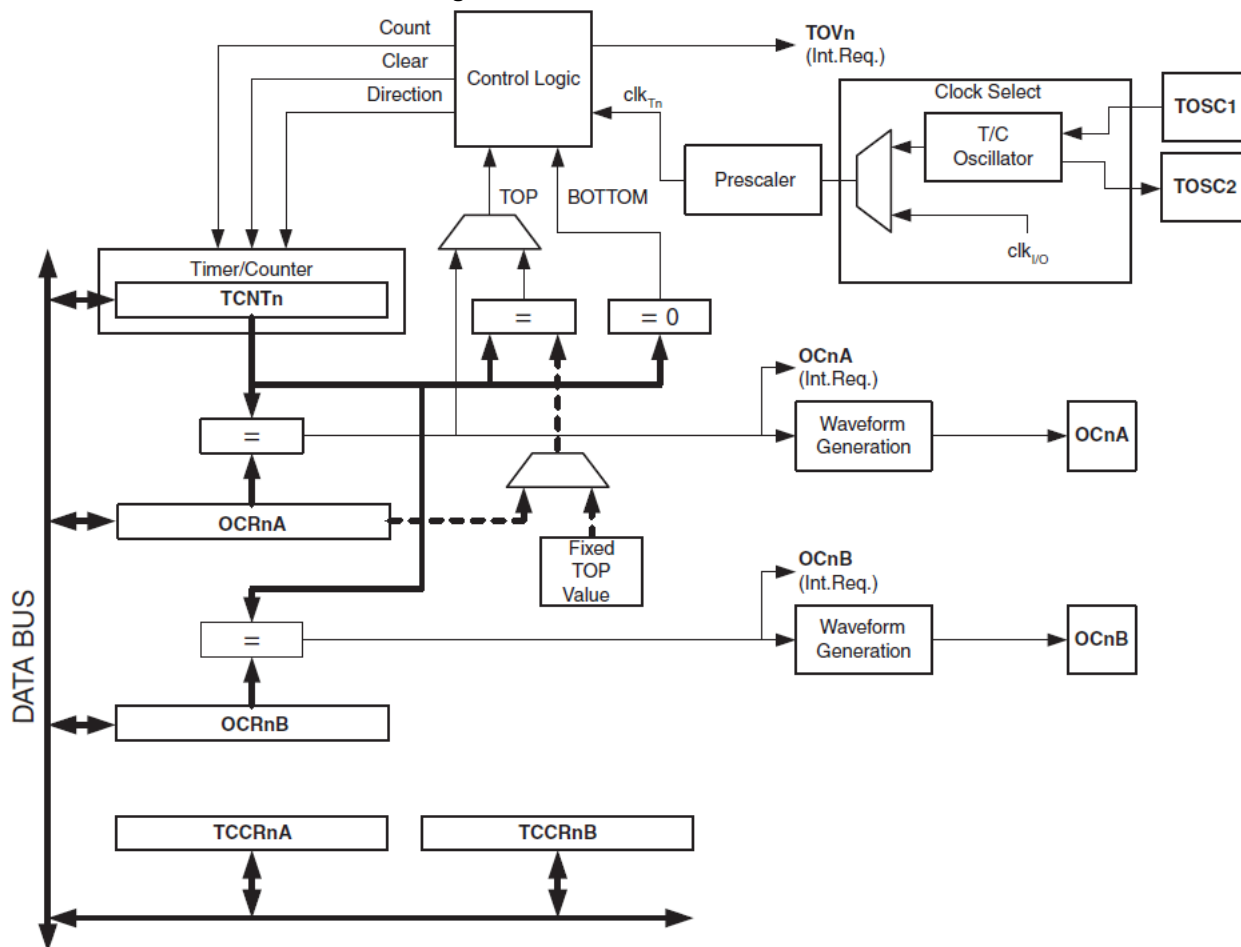 Count
Clear
Direction
Control Logic
TOVn
(Int.Req.)
clkTn
Clock Select
TOSC1
T/C
Oscillator
TOSC2
Prescaler
clkI/O
TOP
BOTTOM
Timer/Counter
TCNTn
=
= 0
OCnA
(Int.Req.)
=
Waveform
Generation
OCnA
OCRnA
Fixed
TOP
Value
OCnB
(Int.Req.)
=
Waveform
Generation
OCnB
OCRnB
DATA BUS
TCCRnA
TCCRnB